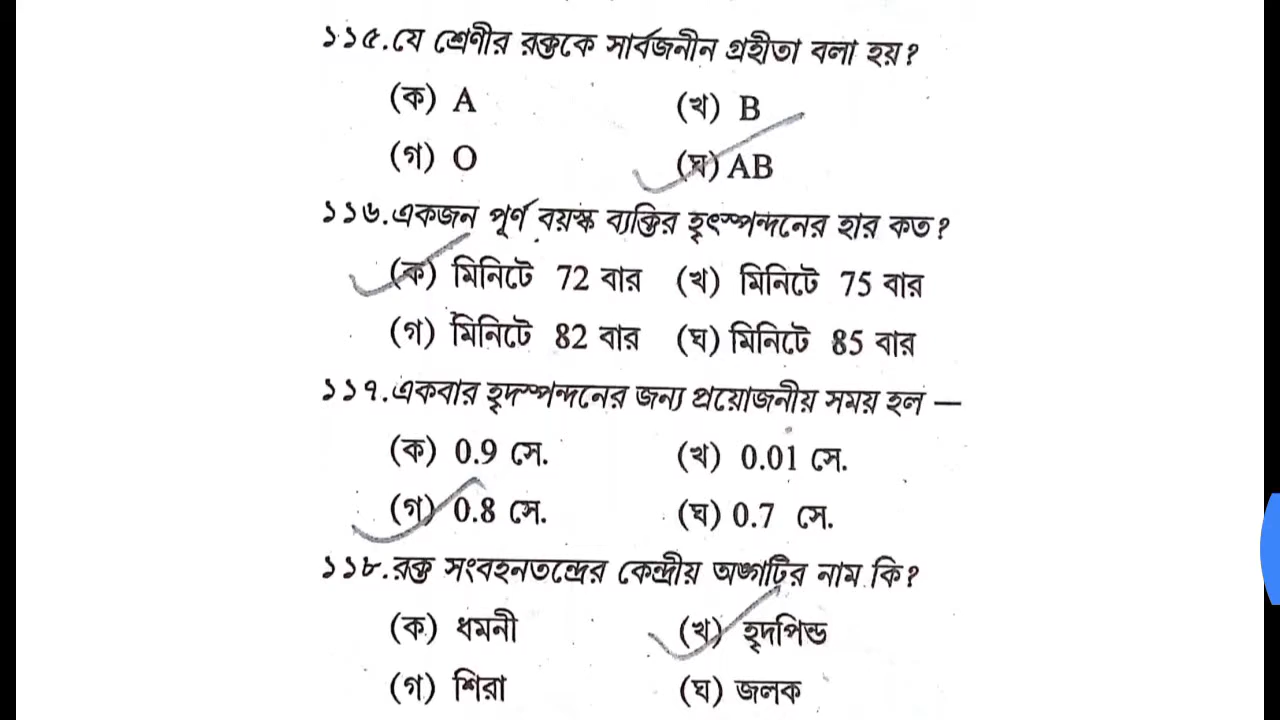 ১১৫. যে শ্রেণীর রক্তকে সার্বজনীন গ্রহীতা বলা হয়?
(ক) A (খ) B
(গ) O (ঘ) AB
১১৬. একজন পূর্ণ বয়স্ক ব্যক্তির হৃৎস্পন্দনের হার কত?
(ক) মিনিটে 72 বার (খ) মিনিটে 75 বার
(গ) মিনিটে 82 বার (ঘ) মিনিটে 85 বার
১১৭. একবার হৃদস্পন্দনের জন্য প্রয়োজনীয় সময় হল —
(ক) 0.9 সে. (খ) 0.01 সে.
(গ) 0.8 সে. (ঘ) 0.7 সে.
১১৮. রক্ত সংবহনতন্দ্রের কেন্দ্রীয় অঙ্গটির নাম কি?
(ক) ধমনী (খ) হৃদপিন্ড
(গ) শিরা (ঘ) জলক